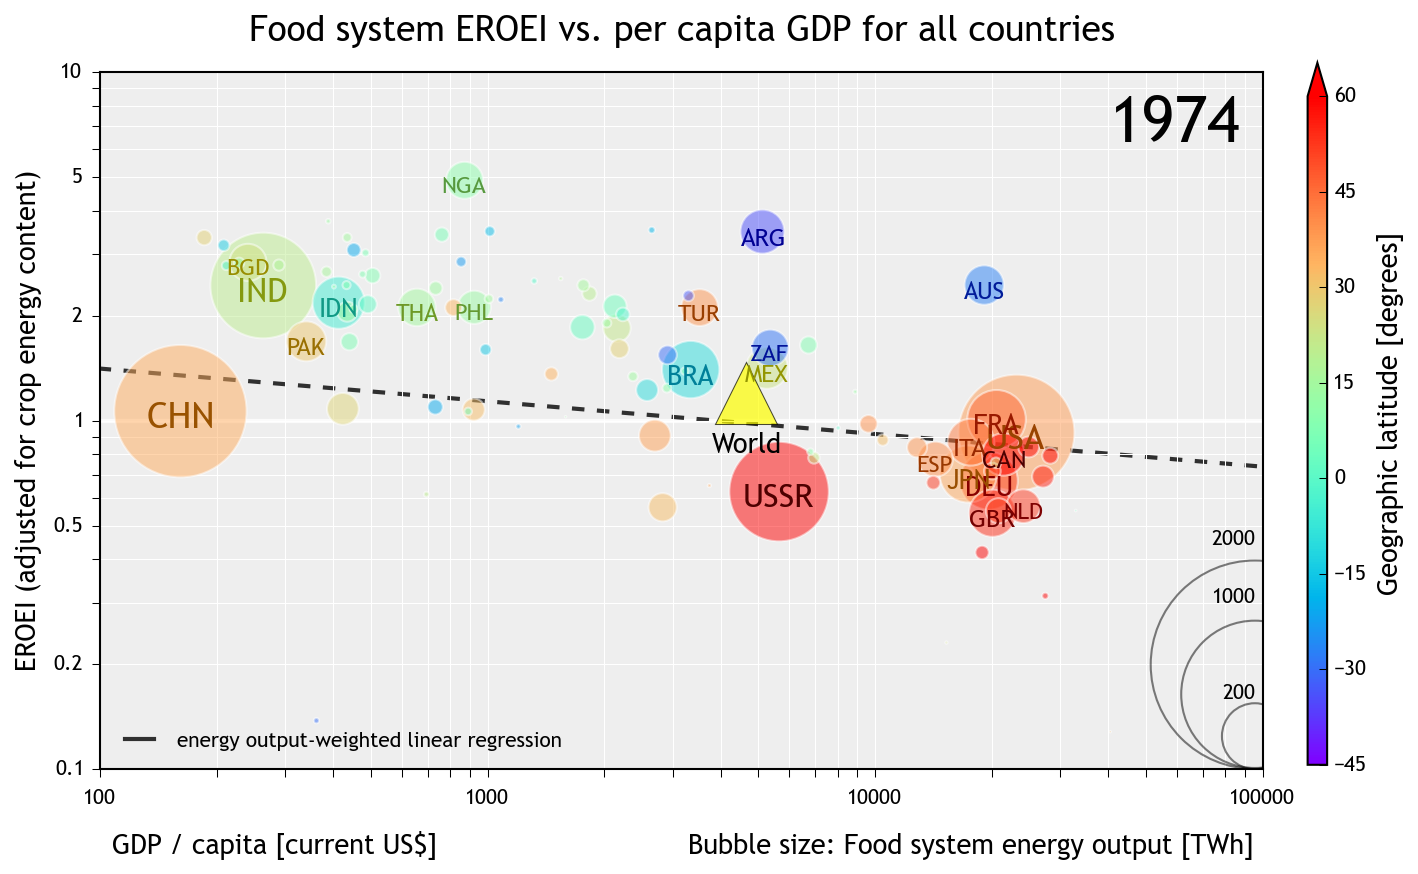 Food system EROEI vs. per capita GDP for all countries
1974
EROEI (adjusted for crop energy content)
10
5
2
1
0.5
0.2
0.1
NGA
ARG
BGD
IND
IDN
AUS
THA
PHL
TUR
PAK
ZAF
BRA
MEX
CHN
World
FRA
USA
ITA
CAN
ESP
JPN
DEU
USSR
GBR
NLD
2000
1000
200
energy output-weighted linear regression
100
1000
10000
100000
GDP / capita [current US$]
Bubble size: Food system energy output [TWh]
60
45
30
15
0
−15
−30
−45
Geographic latitude [degrees]